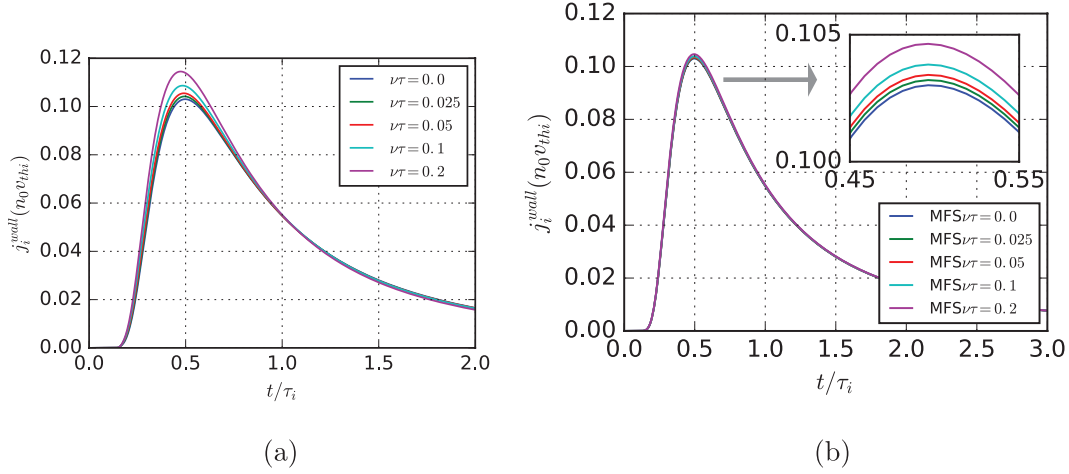 0.12
0.10
0.08
0.06
0.04
0.02
0.00
j_i^{wall}(n_0 v_{thi})
0.0 0.5 1.0 1.5 2.0
t/τ_i
ντ = 0.0
ντ = 0.025
ντ = 0.05
ντ = 0.1
ντ = 0.2
(a)
0.12
0.10
0.08
0.06
0.04
0.02
0.00
j_i^{wall}(n_0 v_{thi})
0.0 0.5 1.0 1.5 2.0 2.5 3.0
t/τ_i
0.105
0.100
0.45 0.55
MFSντ = 0.0
MFSντ = 0.025
MFSντ = 0.05
MFSντ = 0.1
MFSντ = 0.2
(b)